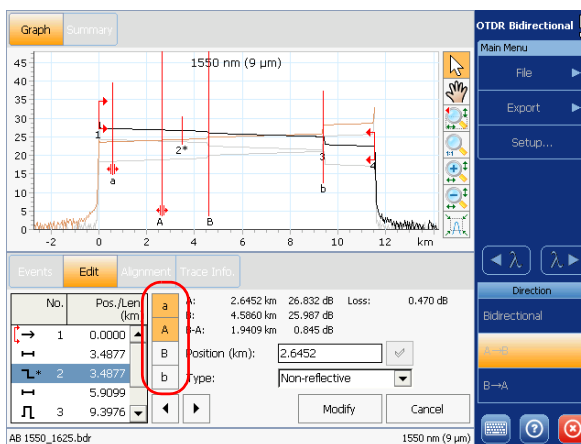 Graph Summary
OTDR Bidirectional
Main Menu
File
Export
Setup...
1550 nm (9 µm)
45
40
35
30
25
20
15
10
5
0
1 2* 3 4
a A B b
-2 0 2 4 6 8 10 12 km
1:1
λ λ
Direction
Bidirectional
A→B
B→A
Events Edit Alignment Trace Info.
No. Pos./Len (km)
1 0.0000
3.4877
* 2 3.4877
5.9099
3 9.3976
a
A
B
b
A: 2.6452 km 26.832 dB Loss: 0.470 dB
B: 4.5860 km 25.987 dB
B-A: 1.9409 km 0.845 dB
Position (km): 2.6452
Type: Non-reflective
Modify Cancel
AB 1550_1625.bdr 1550 nm (9 µm)